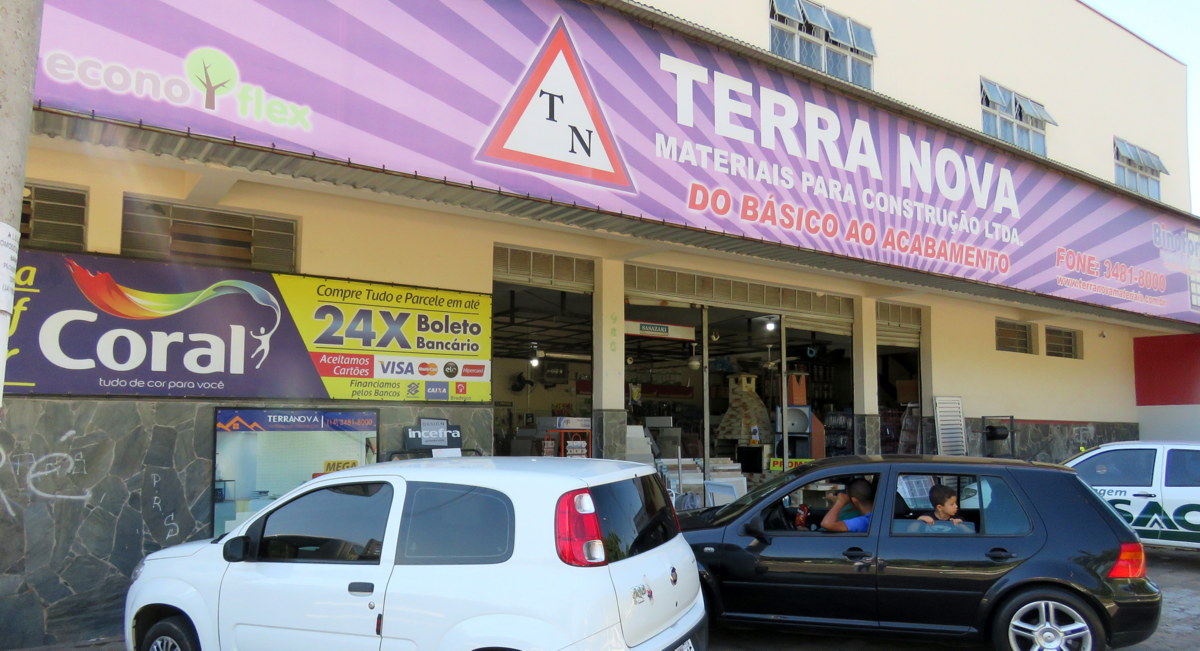 econoflex
T
N
TERRA NOVA
MATERIAIS PARA CONSTRUÇÃO LTDA.
DO BÁSICO AO ACABAMENTO
FONE: 3481-8000
Coral
tudo de cor para você
Compre Tudo e Parcele em até
24X Boleto
Bancário
Aceitamos
Cartões
VISA
Financiamos
pelos Bancos
CAIXA
SASAZAKI
TERRANOVA
MEGA
Incefra
PRS
SAC